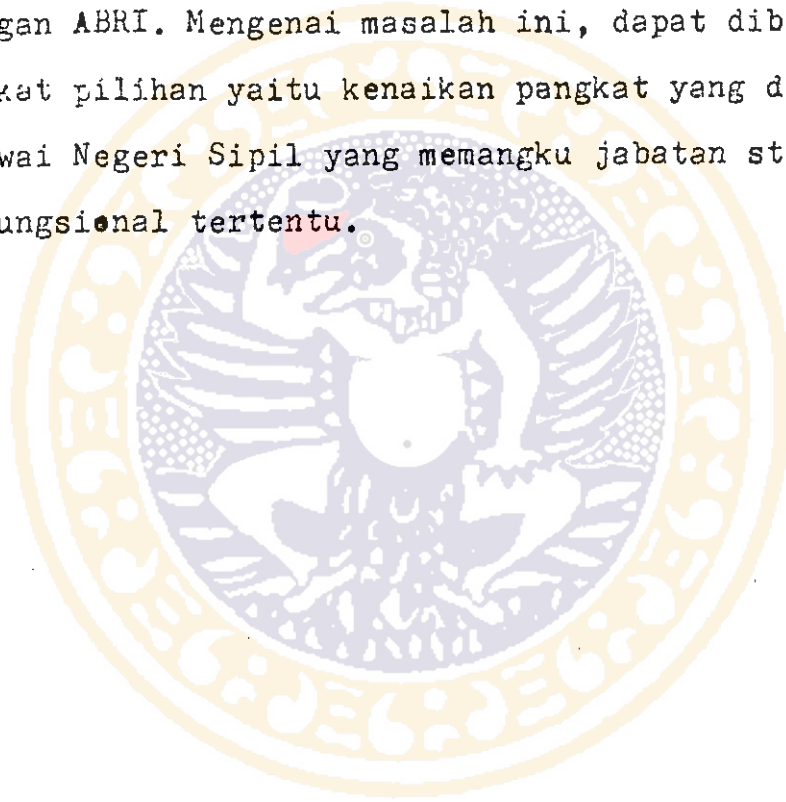 gan ABRI. Mengenai masalah ini, dapat dib
kat pilihan yaitu kenaikan pangkat yang d
wai Negeri Sipil yang memangku jabatan st
ungsional tertentu.